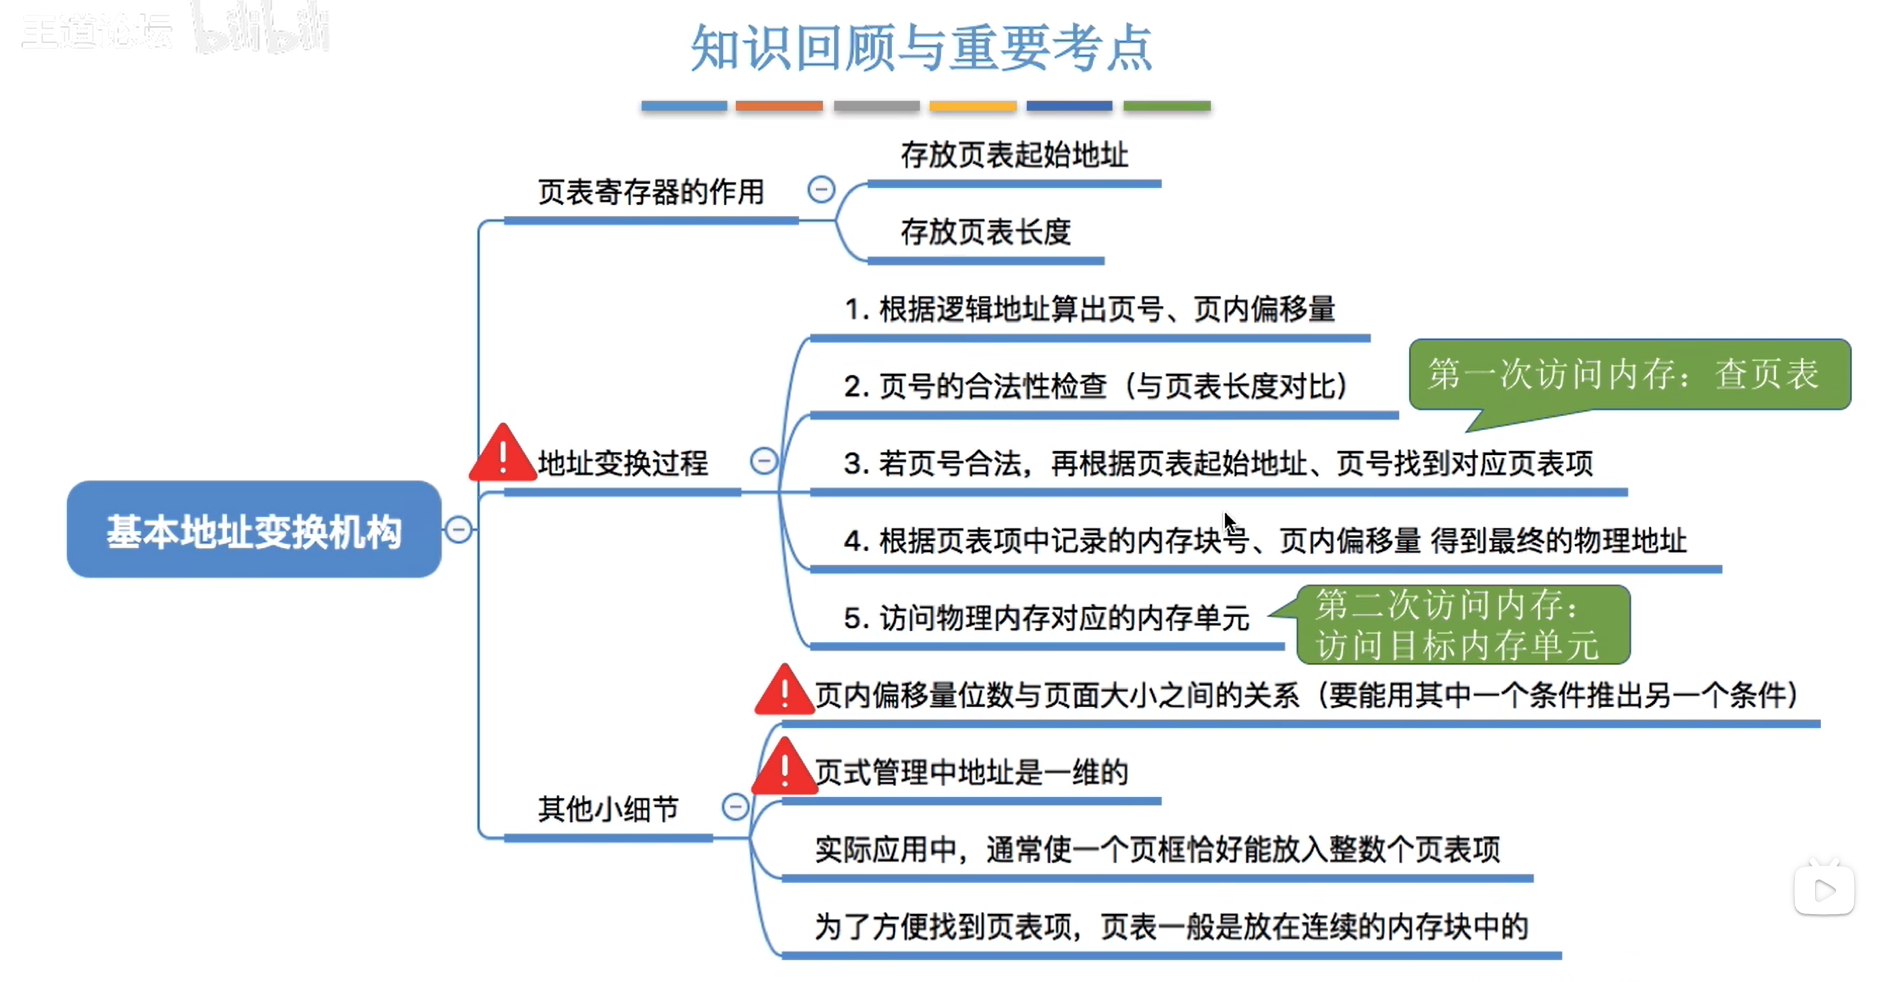 王道论坛 bilibili
知识回顾与重要考点
存放页表起始地址
页表寄存器的作用
存放页表长度
1. 根据逻辑地址算出页号、页内偏移量
2. 页号的合法性检查（与页表长度对比）
第一次访问内存：查页表
地址变换过程
3. 若页号合法，再根据页表起始地址、页号找到对应页表项
基本地址变换机构
4. 根据页表项中记录的内存块号、页内偏移量 得到最终的物理地址
5. 访问物理内存对应的内存单元
第二次访问内存：
访问目标内存单元
页内偏移量位数与页面大小之间的关系（要能用其中一个条件推出另一个条件）
页式管理中地址是一维的
其他小细节
实际应用中，通常使一个页框恰好能放入整数个页表项
为了方便找到页表项，页表一般是放在连续的内存块中的